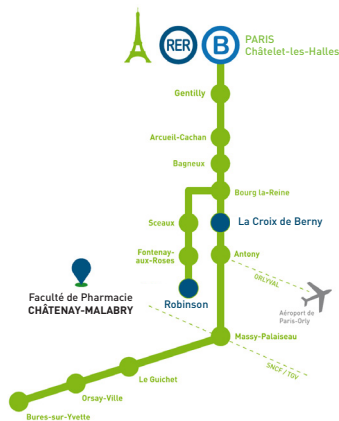 RER
B
PARIS
Châtelet-les-Halles
Gentilly
Arcueil-Cachan
Bagneux
Bourg la-Reine
Sceaux
La Croix de Berny
Fontenay-
aux-Roses
Antony
ORLYVAL
Faculté de Pharmacie
CHÂTENAY-MALABRY
Robinson
Aéroport de
Paris-Orly
Massy-Palaiseau
SNCF / TGV
Le Guichet
Orsay-Ville
Bures-sur-Yvette